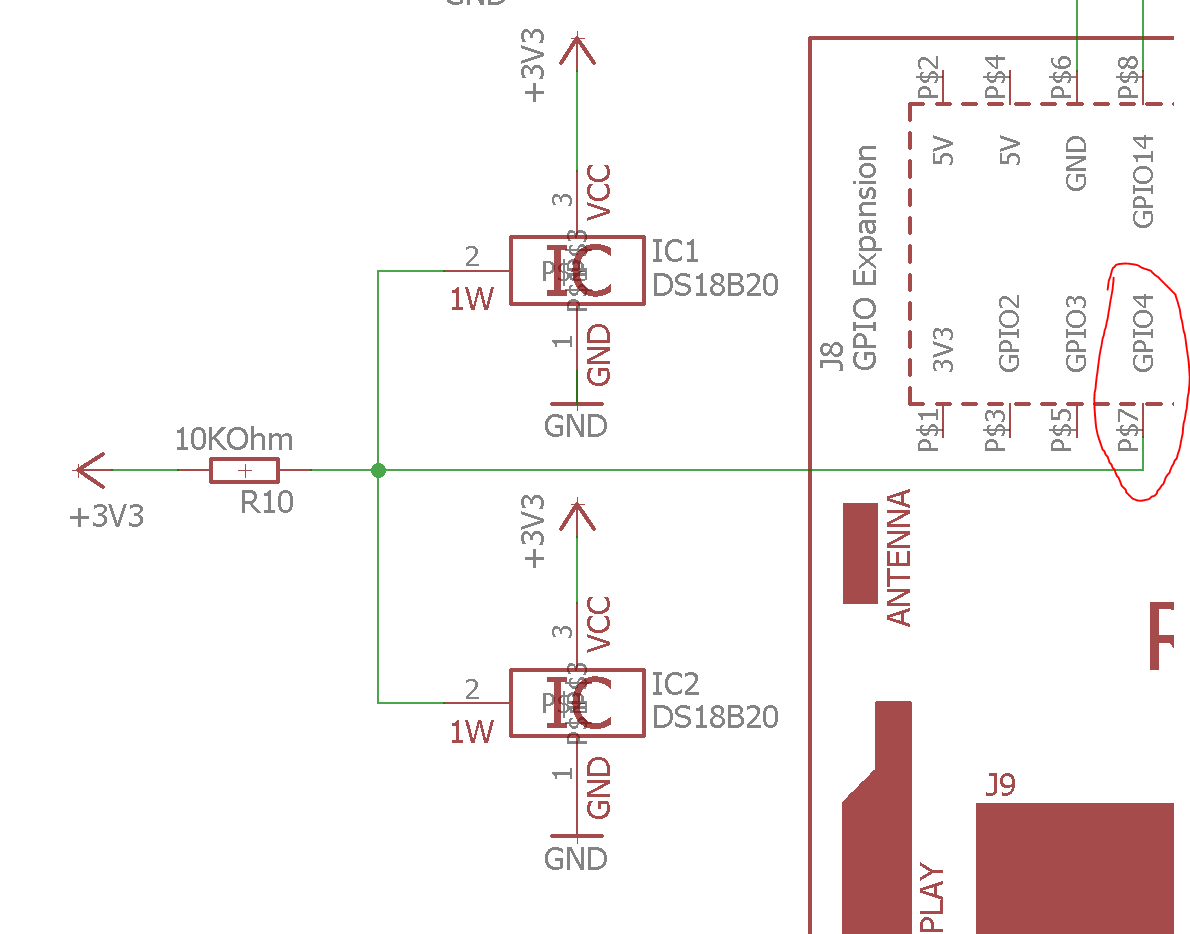 GND
+3V3
3
VCC
2
1W
IC
IC1
DS18B20
1
GND
GND
10KOhm
R10
+3V3
+3V3
3
VCC
2
1W
IC
IC2
DS18B20
1
GND
GND
P$2
P$4
P$6
P$8
5V
5V
GND
GPIO14
J8
GPIO Expansion
3V3
GPIO2
GPIO3
GPIO4
P$1
P$3
P$5
P$7
ANTENNA
J9
PLAY